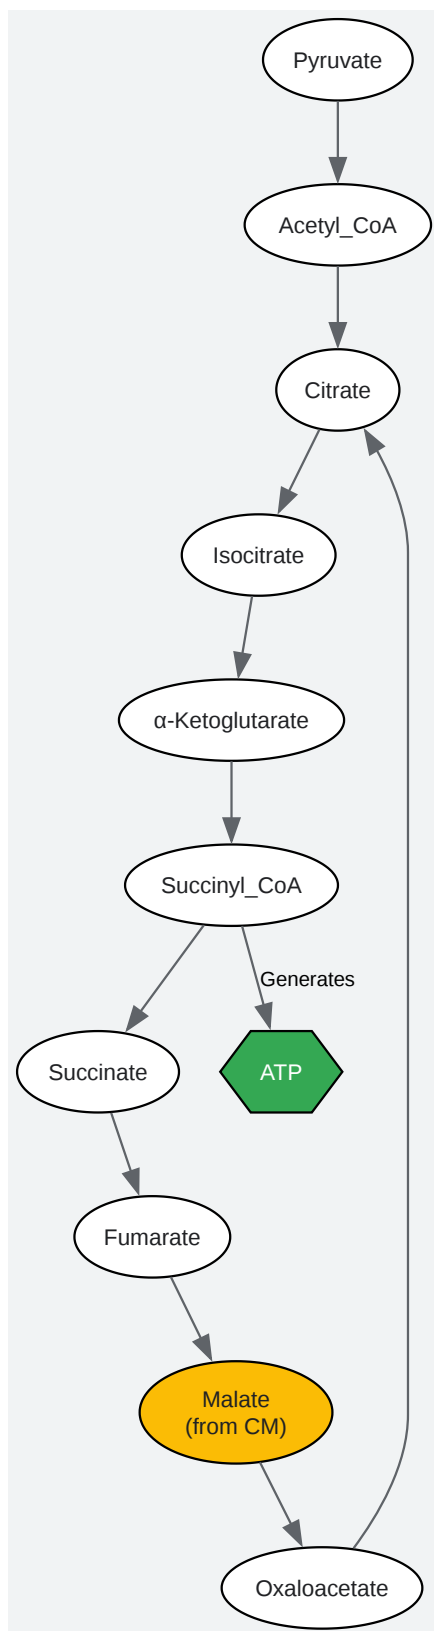 Pyruvate
Acetyl_CoA
Citrate
Isocitrate
α-Ketoglutarate
Succinyl_CoA
Generates
Succinate
ATP
Fumarate
Malate
(from CM)
Oxaloacetate